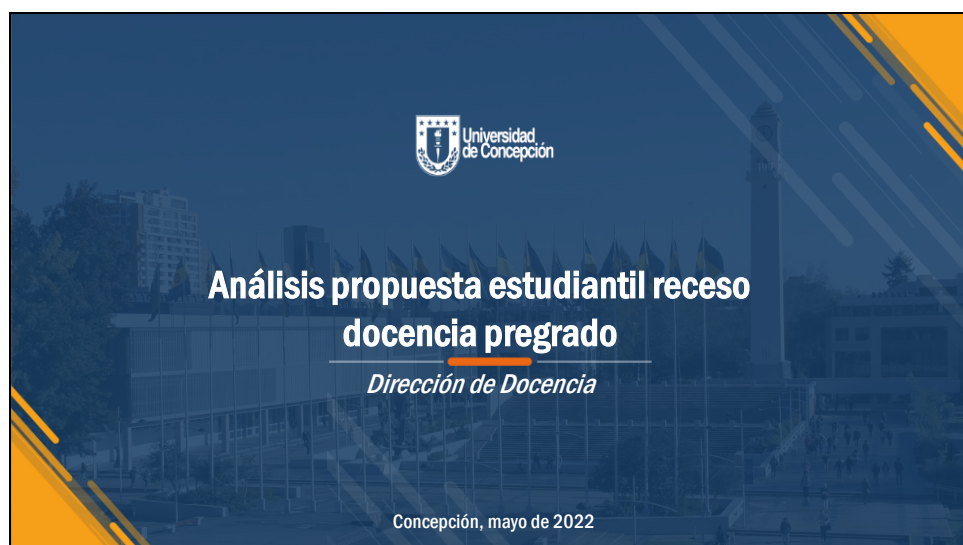 Universidad
de Concepción
Análisis propuesta estudiantil receso
docencia pregrado
Dirección de Docencia
Concepción, mayo de 2022